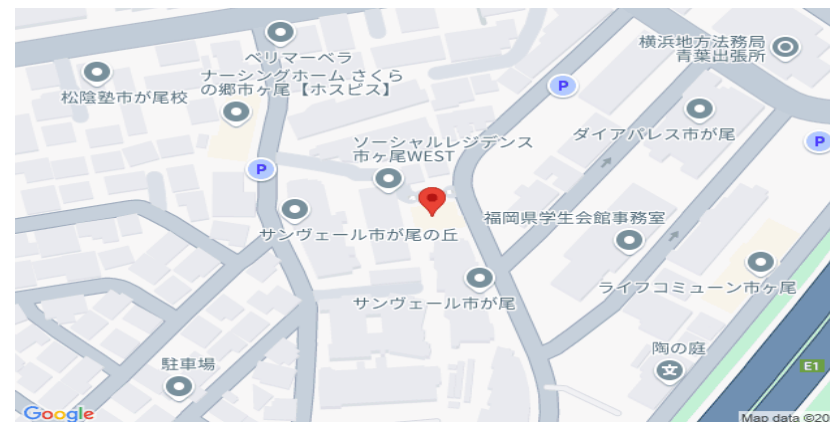 横浜地方法務局
青葉出張所
ベリマーベラ
ナーシングホーム さくら
の郷市ヶ尾【ホスピス】
松陰塾市が尾校
P
ダイアパレス市が尾
P
ソーシャルレジデンス
市ヶ尾WEST
P
福岡県学生会館事務室
サンヴェール市が尾の丘
サンヴェール市が尾
ライフコミューン市ヶ尾
陶の庭
文
駐車場
E1
Google
Map data ©20